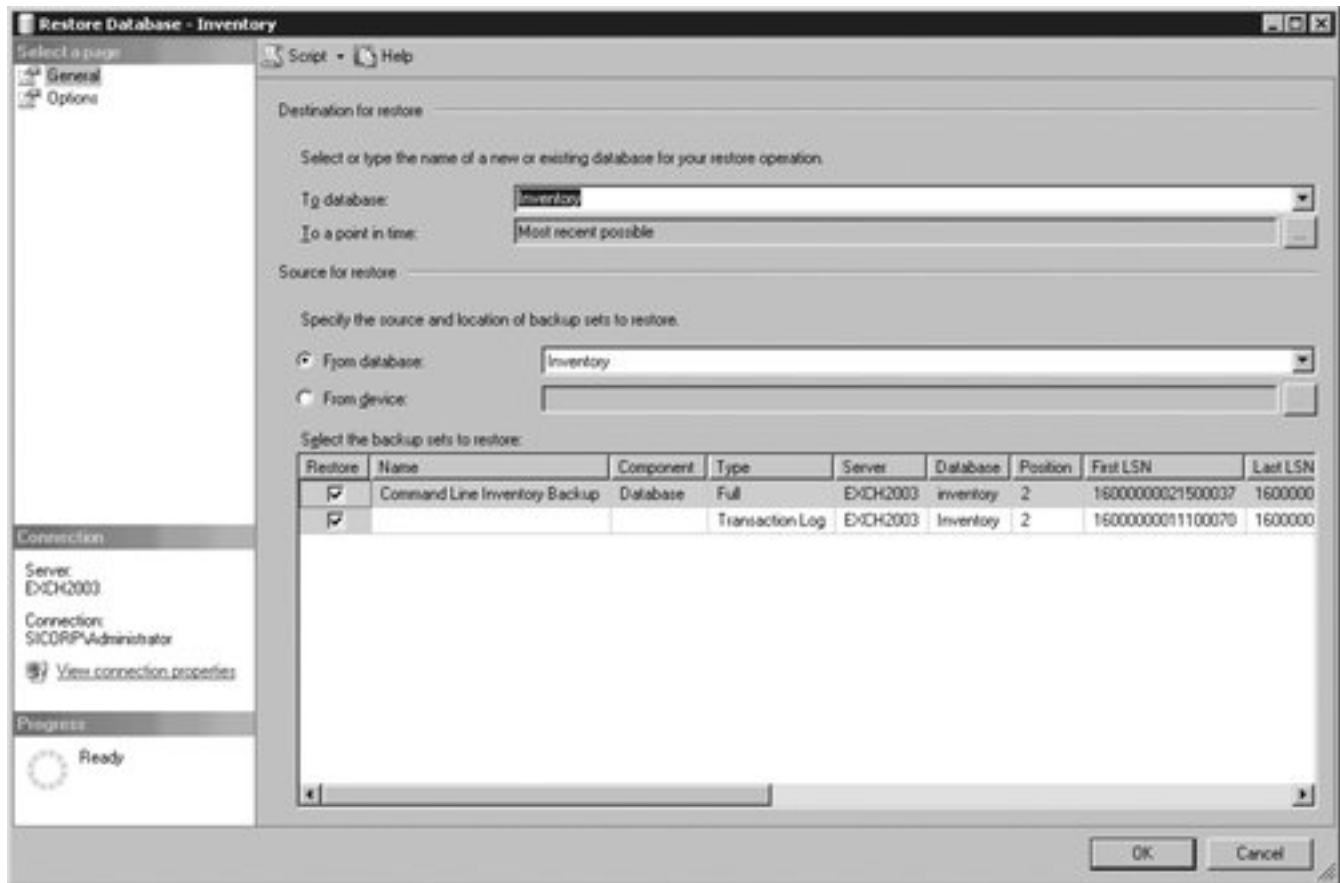 Restore Database - Inventory
Select a page
General
Options
Script
Help
Destination for restore
Select or type the name of a new or existing database for your restore operation.
To database:
Inventory
To a point in time:
Most recent possible
...
Source for restore
Specify the source and location of backup sets to restore.
From database:
Inventory
From device:
Select the backup sets to restore:
Restore Name Component Type Server Database Position First LSN Last LSN
Command Line Inventory Backup Database Full EXCH2003 inventory 2 16000000021500037 1600000
Transaction Log EXCH2003 Inventory 2 16000000011100070 1600000
Connection
Server:
EXCH2003
Connection:
SICORP\Administrator
View connection properties
Progress
Ready
OK
Cancel